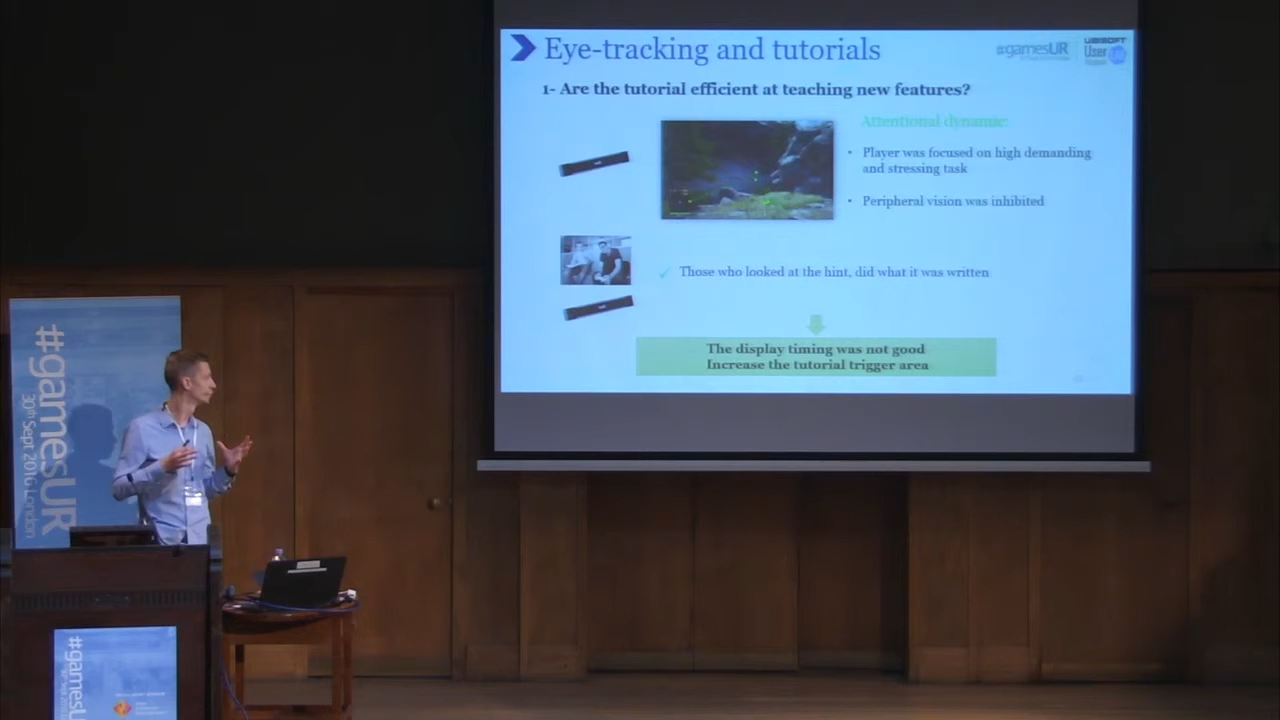 Eye-tracking and tutorials
#gamesUR
UBISOFT
User
1- Are the tutorial efficient at teaching new features?
Attentional dynamic:
• Player was focused on high demanding
and stressing task
• Peripheral vision was inhibited
✓ Those who looked at the hint, did what it was written
The display timing was not good
Increase the tutorial trigger area
#gamesUR
30th Sept 2016 London
#gamesUR